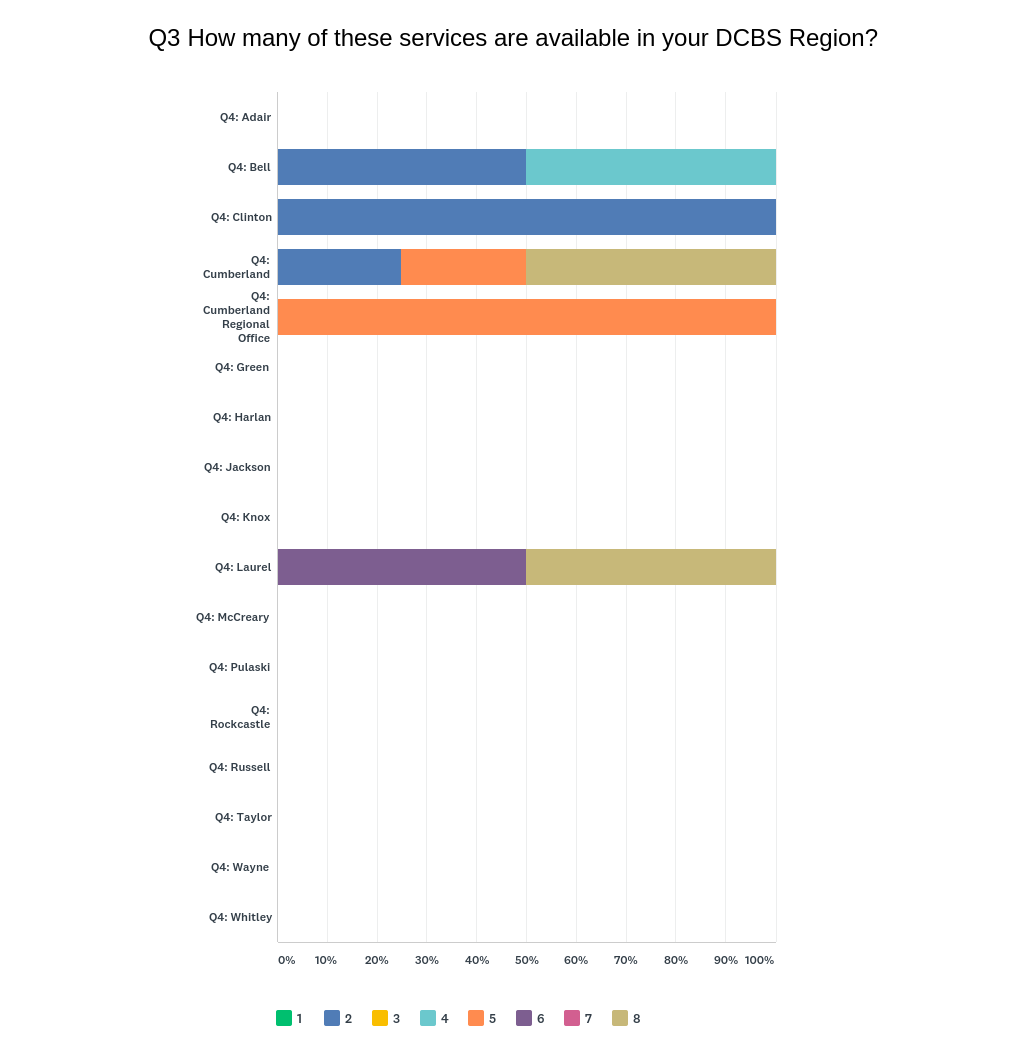 Q3 How many of these services are available in your DCBS Region?
Q4: Adair
Q4: Bell
Q4: Clinton
Q4:
Cumberland
Q4:
Cumberland
Regional
Office
Q4: Green
Q4: Harlan
Q4: Jackson
Q4: Knox
Q4: Laurel
Q4: McCreary
Q4: Pulaski
Q4:
Rockcastle
Q4: Russell
Q4: Taylor
Q4: Wayne
Q4: Whitley
0% 10% 20% 30% 40% 50% 60% 70% 80% 90% 100%
1 2 3 4 5 6 7 8